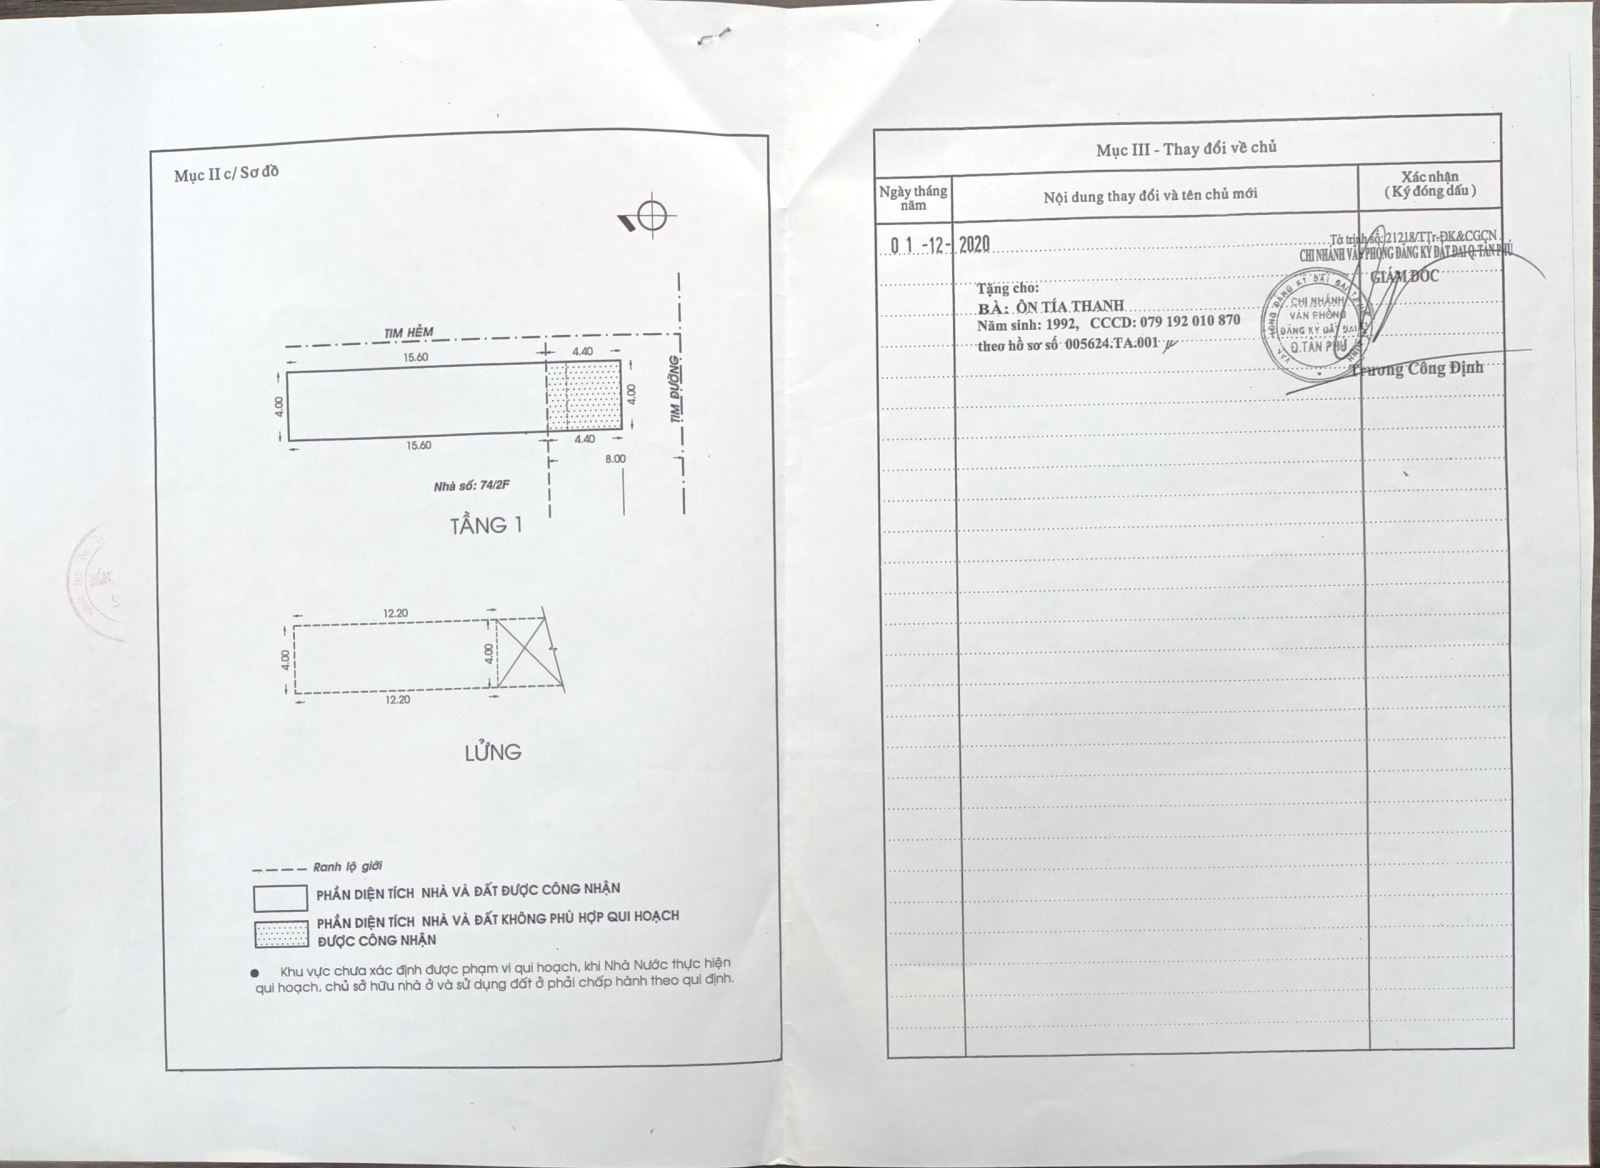 Mục II c/ Sơ đồ
TIM HẺM
15.60
4.40
4.00
4.00
TIM ĐƯỜNG
15.60
4.40
8.00
Nhà số: 74/2F
TẦNG 1
12.20
4.00
4.00
12.20
LỬNG
Ranh lộ giới
PHẦN DIỆN TÍCH NHÀ VÀ ĐẤT ĐƯỢC CÔNG NHẬN
PHẦN DIỆN TÍCH NHÀ VÀ ĐẤT KHÔNG PHÙ HỢP QUI HOẠCH
ĐƯỢC CÔNG NHẬN
● Khu vực chưa xác định được phạm vi qui hoạch, khi Nhà Nước thực hiện
qui hoạch, chủ sở hữu nhà ở và sử dụng đất ở phải chấp hành theo qui định.
Mục III - Thay đổi về chủ
Ngày tháng
năm
Nội dung thay đổi và tên chủ mới
Xác nhận
( Ký đóng dấu )
01-12-2020
Tờ trình số: 21218/TTr-ĐK&CGCN
CHI NHÁNH VĂN PHÒNG ĐĂNG KÝ ĐẤT ĐAI Q. TÂN PHÚ
GIÁM ĐỐC
Tặng cho:
BÀ: ÔN TÍA THANH
Năm sinh: 1992, CCCD: 079 192 010 870
theo hồ sơ số 005624.TA.001
CHI NHÁNH
VĂN PHÒNG
ĐĂNG KÝ ĐẤT ĐAI
Q.TÂN PHÚ
Trương Công Định